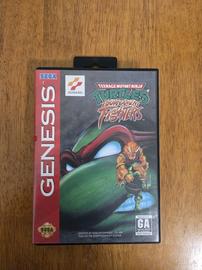 SEGA
KONAMI
TEENAGE MUTANT NINJA
TURTLES
TOURNAMENT
FIGHTERS
GENESIS
GA
SEGA